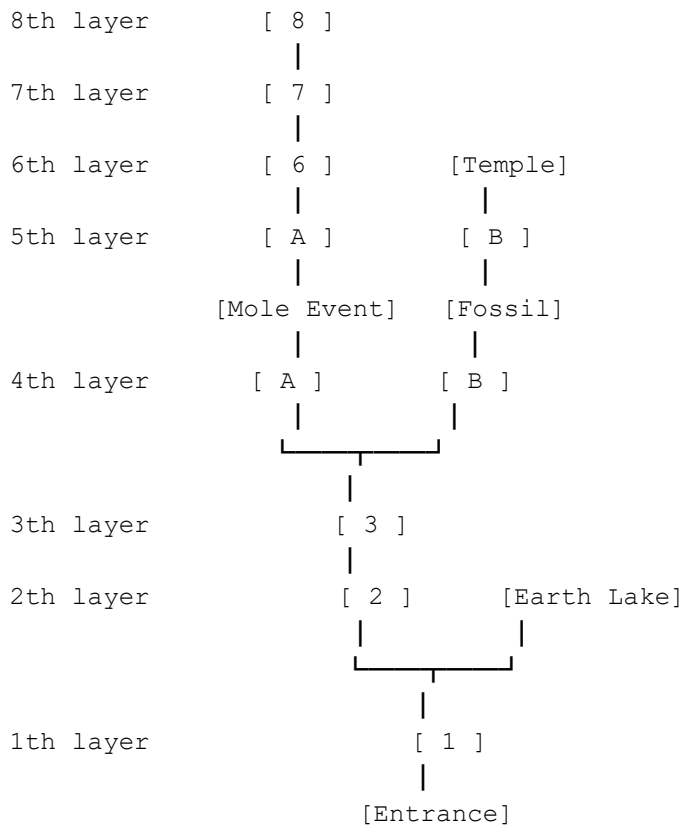 8th layer [ 8 ]
7th layer [ 7 ]
6th layer [ 6 ] [Temple]
5th layer [ A ] [ B ]
[Mole Event] [Fossil]
4th layer [ A ] [ B ]
3th layer [ 3 ]
2th layer [ 2 ] [Earth Lake]
1th layer [ 1 ]
[Entrance]